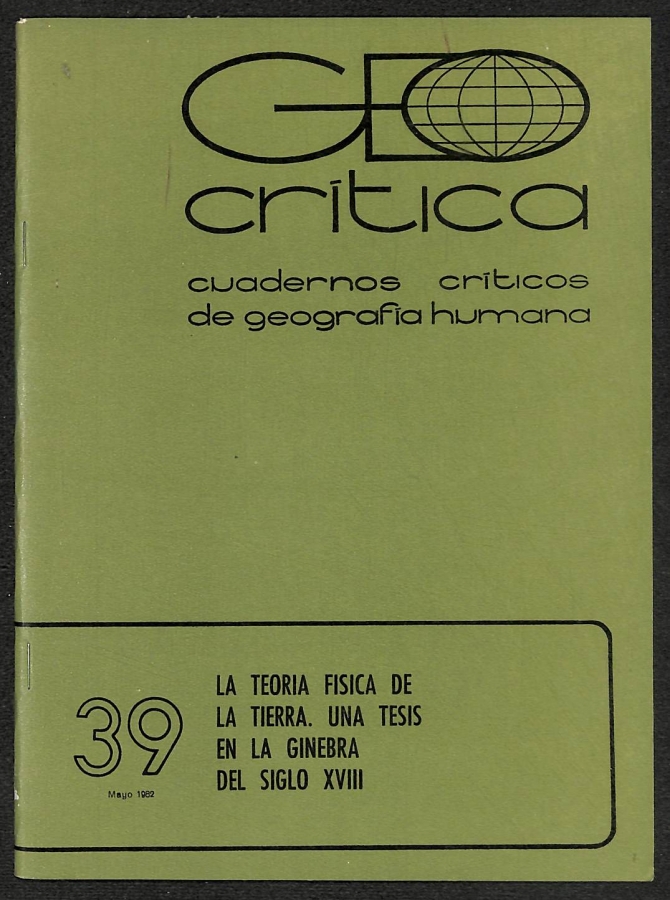 GEO
crítica
cuadernos críticos
de geografía humana
39
Mayo 1982
LA TEORIA FISICA DE
LA TIERRA. UNA TESIS
EN LA GINEBRA
DEL SIGLO XVIII